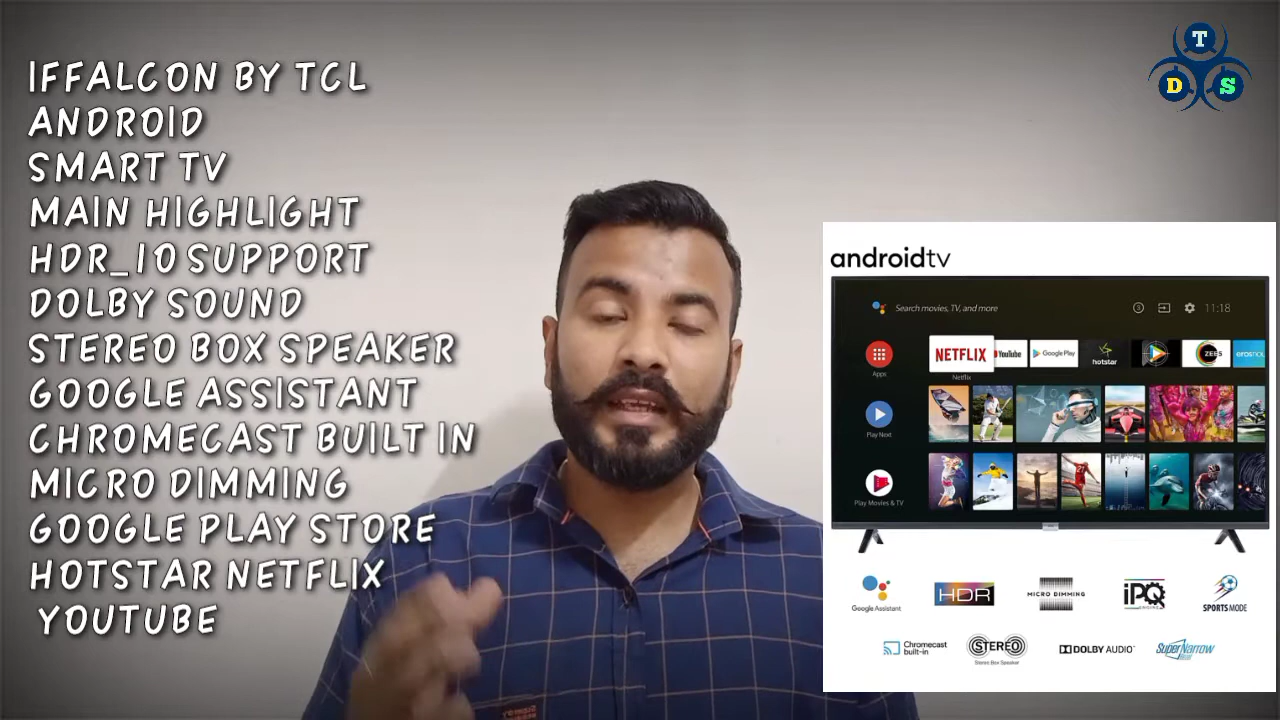 IFFALCON BY TCL
ANDROID
SMART TV
MAIN HIGHLIGHT
HDR_10 SUPPORT
DOLBY SOUND
STEREO BOX SPEAKER
GOOGLE ASSISTANT
CHROMECAST BUILT IN
MICRO DIMMING
GOOGLE PLAY STORE
HOTSTAR NETFLIX
YOUTUBE
T
D S
androidtv
Search movies, TV, and more 11:18
Apps
NETFLIX YouTube Google Play hotstar ZEE5
Netflix
Play Next
Play Movies & TV
Google Assistant
HDR
MICRO DIMMING
iPQ
ENGINE
SPORTS MODE
Chromecast
built-in
STEREO
Stereo Box Speaker
DOLBY AUDIO
Super Narrow